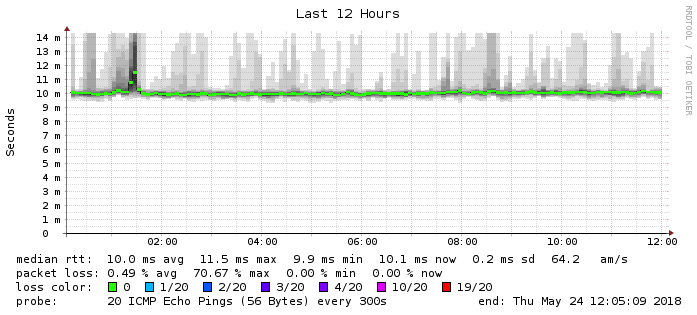 Last 12 Hours
RRDTOOL / TOBI OETIKER
Seconds
14 m
13 m
12 m
11 m
10 m
9 m
8 m
7 m
6 m
5 m
4 m
3 m
2 m
1 m
0
02:00 04:00 06:00 08:00 10:00 12:00
median rtt: 10.0 ms avg 11.5 ms max 9.9 ms min 10.1 ms now 0.2 ms sd 64.2 am/s
packet loss: 0.49 % avg 70.67 % max 0.00 % min 0.00 % now
loss color: 0 1/20 2/20 3/20 4/20 10/20 19/20
probe: 20 ICMP Echo Pings (56 Bytes) every 300s end: Thu May 24 12:05:09 2018